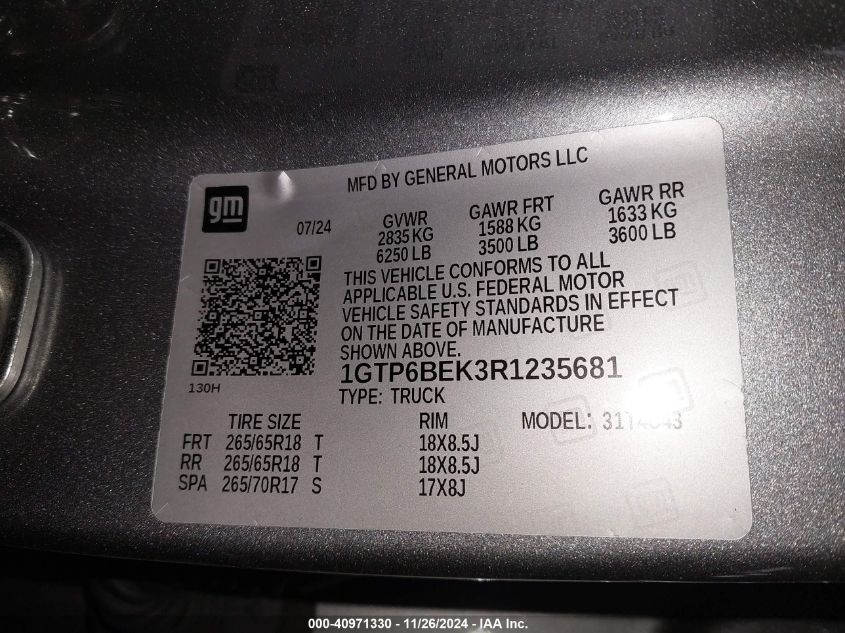 MFD BY GENERAL MOTORS LLC
gm
07/24
GVWR GAWR FRT GAWR RR
2835 KG 1588 KG 1633 KG
6250 LB 3500 LB 3600 LB
THIS VEHICLE CONFORMS TO ALL
APPLICABLE U.S. FEDERAL MOTOR
VEHICLE SAFETY STANDARDS IN EFFECT
ON THE DATE OF MANUFACTURE
SHOWN ABOVE.
130H
1GTP6BEK3R1235681
TYPE: TRUCK
TIRE SIZE RIM MODEL:
FRT 265/65R18 T 18X8.5J
RR 265/65R18 T 18X8.5J
SPA 265/70R17 S 17X8J
000-40971330 - 11/26/2024 - IAA Inc.